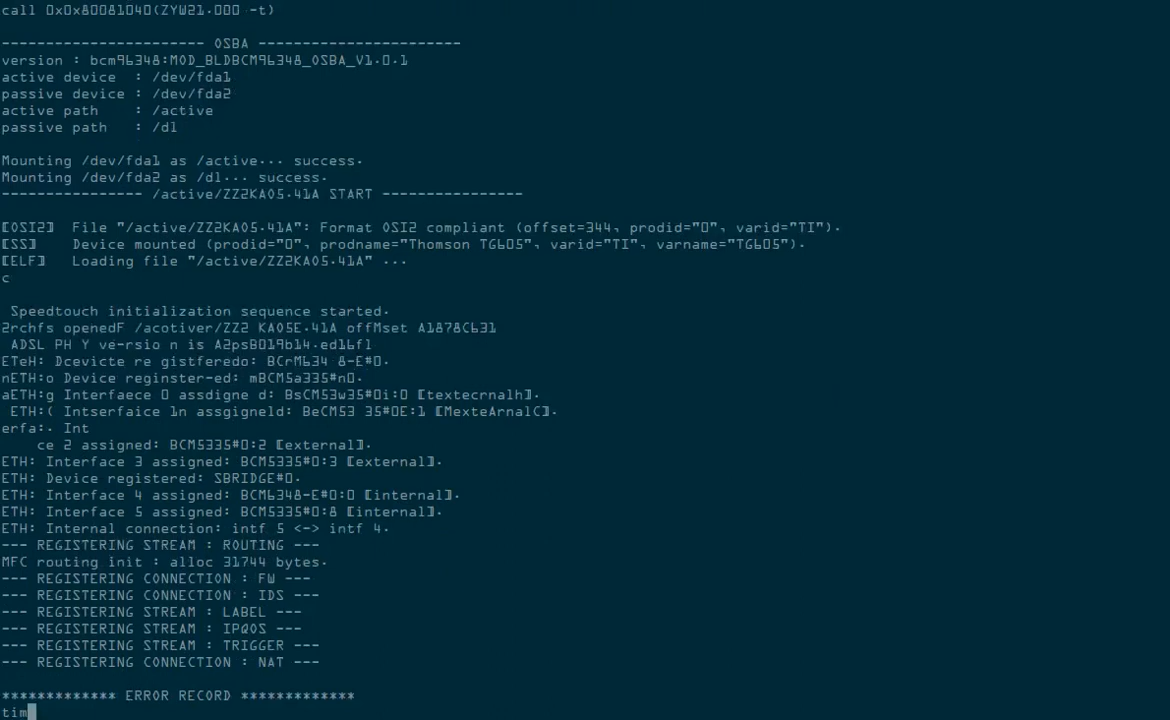 call 0x0x80081040(ZYW21.000 -t)
----------------------- OSBA -----------------------
version : bcm96348:MOD_BLDBCM96348_OSBA_V1.0.1
active device  : /dev/fda1
passive device : /dev/fda2
active path    : /active
passive path   : /dl
Mounting /dev/fda1 as /active... success.
Mounting /dev/fda2 as /dl... success.
---------------- /active/ZZ2KA05.41A START ----------------
[OSI2]  File "/active/ZZ2KA05.41A": Format OSI2 compliant (offset=344, prodid="0", varid="TI").
[SS]    Device mounted (prodid="0", prodname="Thomson TG605", varid="TI", varname="TG605").
[ELF]   Loading file "/active/ZZ2KA05.41A" ...
c
Speedtouch initialization sequence started.
2rchfs openedF /acotiver/ZZ2 KA05E.41A offMset A1878C631
ADSL PH Y ve-rsio n is A2psB019b14.ed16f1
ETeH: Dcevicte re gistferedo: BCrM634 8-E#0.
nETH:o Device reginster-ed: mBCM5a335#n0.
aETH:g Interfaece 0 assdigne d: BsCM53w35#0i:0 [textecrnalh].
ETH:( Intserfaice 1n assgigneld: BeCM53 35#0E:1 [MexteArnalC].
erfa:. Int
ce 2 assigned: BCM5335#0:2 [external].
ETH: Interface 3 assigned: BCM5335#0:3 [external].
ETH: Device registered: SBRIDGE#0.
ETH: Interface 4 assigned: BCM6348-E#0:0 [internal].
ETH: Interface 5 assigned: BCM5335#0:8 [internal].
ETH: Internal connection: intf 5 <-> intf 4.
--- REGISTERING STREAM : ROUTING ---
MFC routing init : alloc 31744 bytes.
--- REGISTERING CONNECTION : FW ---
--- REGISTERING CONNECTION : IDS ---
--- REGISTERING STREAM : LABEL ---
--- REGISTERING STREAM : IPQOS ---
--- REGISTERING STREAM : TRIGGER ---
--- REGISTERING CONNECTION : NAT ---
************* ERROR RECORD *************
tim